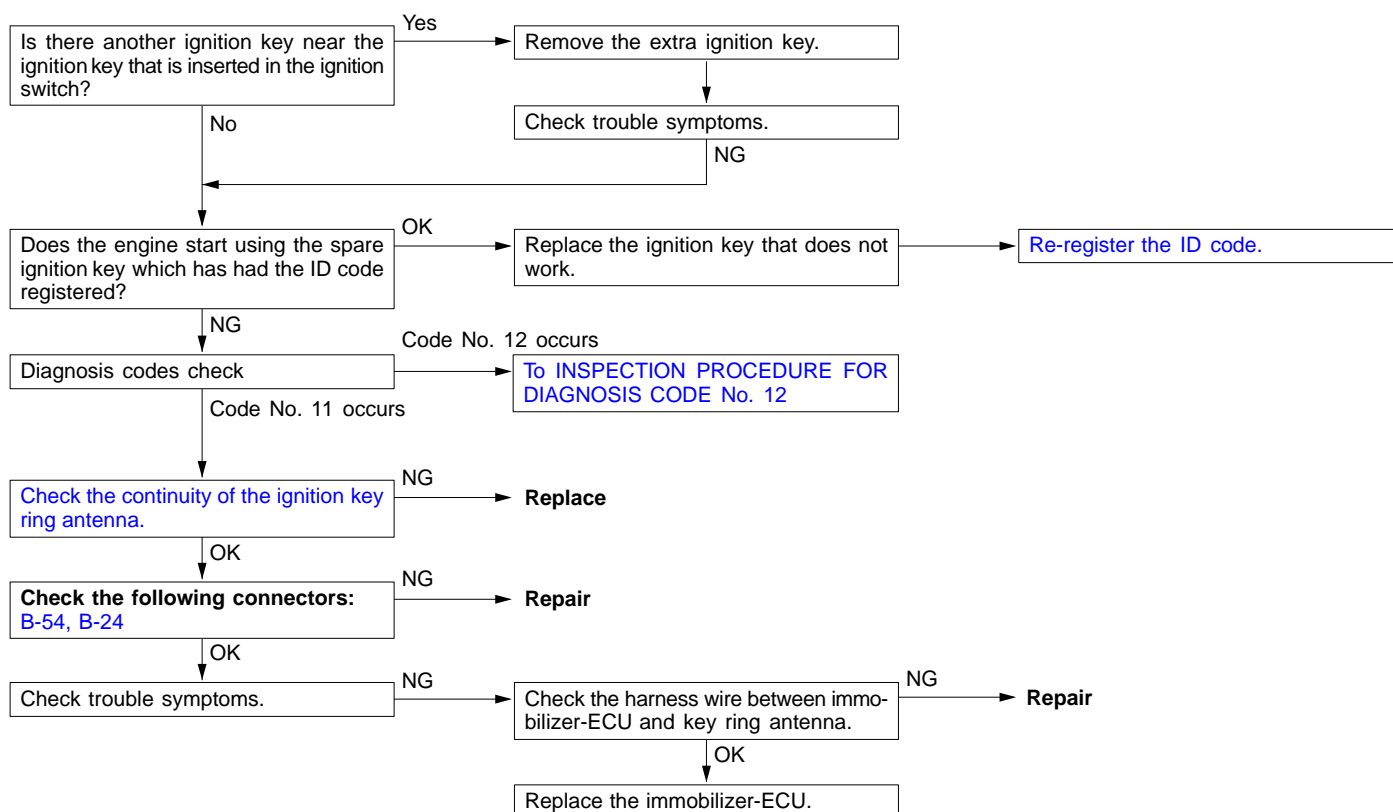 Is there another ignition key near the
ignition key that is inserted in the ignition
switch?
Yes
Remove the extra ignition key.
No
Check trouble symptoms.
NG
Does the engine start using the spare
ignition key which has had the ID code
registered?
OK
Replace the ignition key that does not
work.
Re-register the ID code.
NG
Diagnosis codes check
Code No. 12 occurs
To INSPECTION PROCEDURE FOR
DIAGNOSIS CODE No. 12
Code No. 11 occurs
Check the continuity of the ignition key
ring antenna.
NG
Replace
OK
Check the following connectors:
B-54, B-24
NG
Repair
OK
Check trouble symptoms.
NG
Check the harness wire between immo-
bilizer-ECU and key ring antenna.
NG
Repair
OK
Replace the immobilizer-ECU.